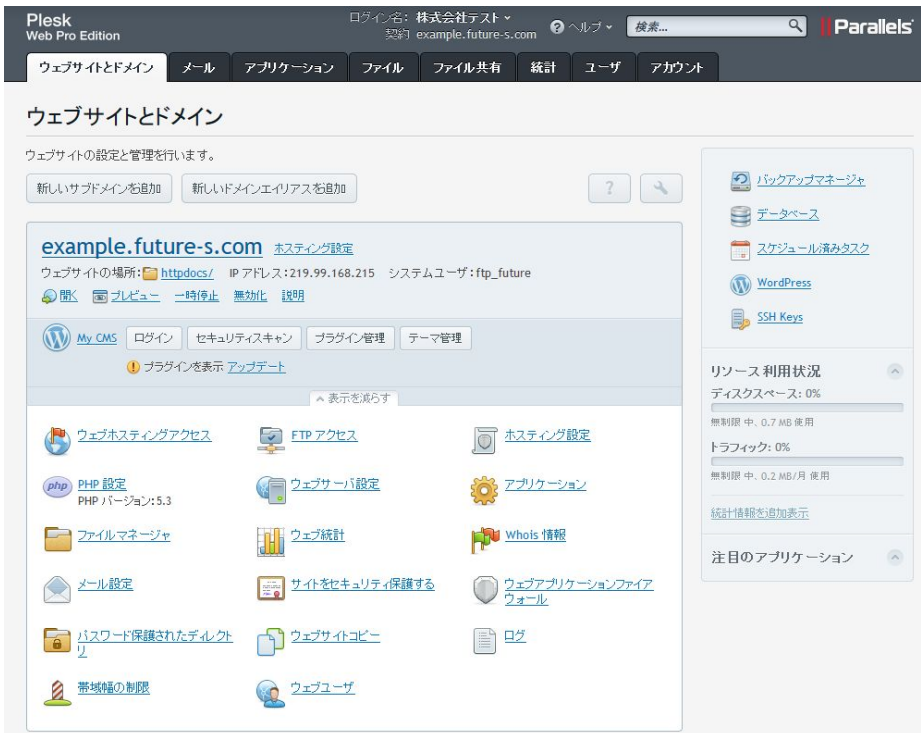 Plesk
Web Pro Edition
ログイン名: 株式会社テスト
契約 example.future-s.com
ヘルプ
検索...
Parallels
ウェブサイトとドメイン
メール
アプリケーション
ファイル
ファイル共有
統計
ユーザ
アカウント
ウェブサイトとドメイン
ウェブサイトの設定と管理を行います。
新しいサブドメインを追加
新しいドメインエイリアスを追加
?
example.future-s.com ホスティング設定
ウェブサイトの場所: httpdocs/ IP アドレス:219.99.168.215 システムユーザ:ftp_future
開く プレビュー 一時停止 無効化 説明
My CMS ログイン セキュリティスキャン プラグイン管理 テーマ管理
プラグインを表示 アップデート
表示を減らす
ウェブホスティングアクセス
FTP アクセス
ホスティング設定
php
PHP 設定
PHP バージョン:5.3
ウェブサーバ設定
アプリケーション
ファイルマネージャ
ウェブ統計
Whois 情報
メール設定
サイトをセキュリティ保護する
ウェブアプリケーションファイア
ウォール
パスワード保護されたディレクト
リ
ウェブサイトコピー
ログ
帯域幅の制限
ウェブユーザ
バックアップマネージャ
データベース
スケジュール済みタスク
WordPress
SSH Keys
リソース利用状況
ディスクスペース: 0%
無制限 中、0.7 MB 使用
トラフィック: 0%
無制限 中、0.2 MB/月 使用
統計情報を追加表示
注目のアプリケーション